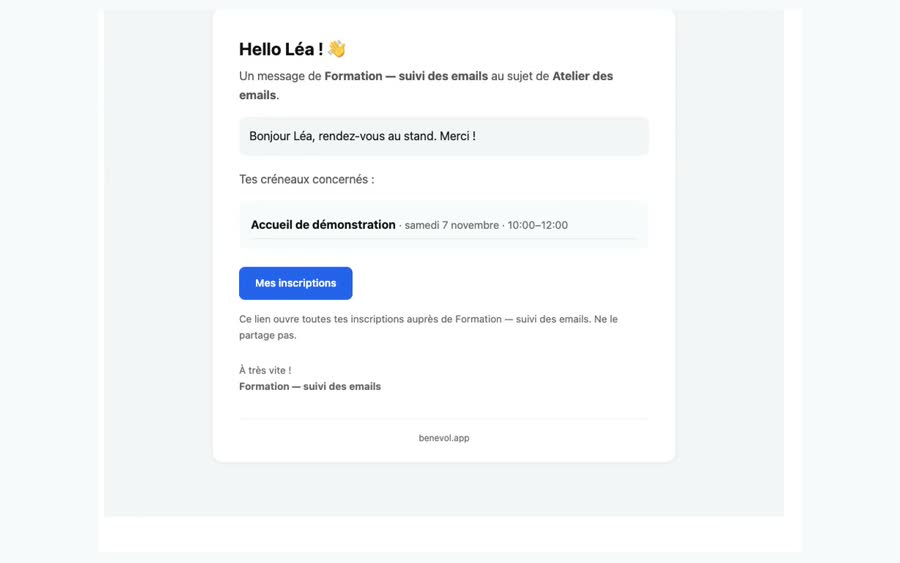 Hello Léa ! 👋
Un message de Formation — suivi des emails au sujet de Atelier des
emails.
Bonjour Léa, rendez-vous au stand. Merci !
Tes créneaux concernés :
Accueil de démonstration · samedi 7 novembre · 10:00–12:00
Mes inscriptions
Ce lien ouvre toutes tes inscriptions auprès de Formation — suivi des emails. Ne le
partage pas.
À très vite !
Formation — suivi des emails
benevol.app